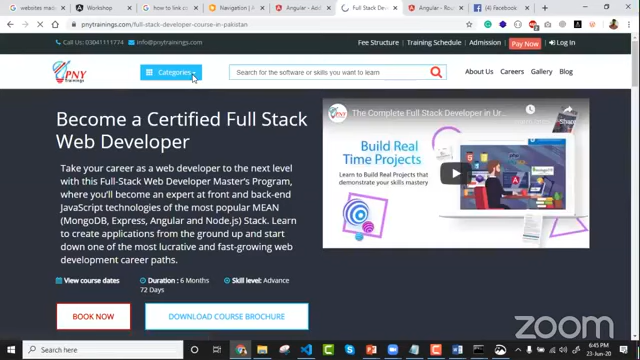 websites ma
Workshop
how to link c
Navigation | A
Angular - Ad
Full Stack Dev
Angular - Rou
Facebook
pnytrainings.com/full-stack-developer-course-in-pakistan
Call Us: 03041111774
info@pnytrainings.com
Fee Structure | Training Schedule | Admission | Pay Now
Log In
PNY
Trainings
Categories
Search for the software or skills you want to learn
About Us
Careers
Gallery
Blog
Become a Certified Full Stack
Web Developer
Take your career as a web developer to the next level
with this Full-Stack Web Developer Master's Program,
where you'll become an expert at front and back-end
JavaScript technologies of the most popular MEAN
(MongoDB, Express, Angular and Node.js) Stack. Learn
to create applications from the ground up and start
down one of the most lucrative and fast-growing web
development career paths.
View course dates
Duration : 6 Months
72 Days
Skill level: Advance
BOOK NOW
DOWNLOAD COURSE BROCHURE
PNY
The Complete Full Stack Developer in Ur...
Share
Build Real
Time Projects
Learn to Build Real Projects that
demonstrate your skills mastery
zoom
Search here
6:45 PM
23-Jun-20